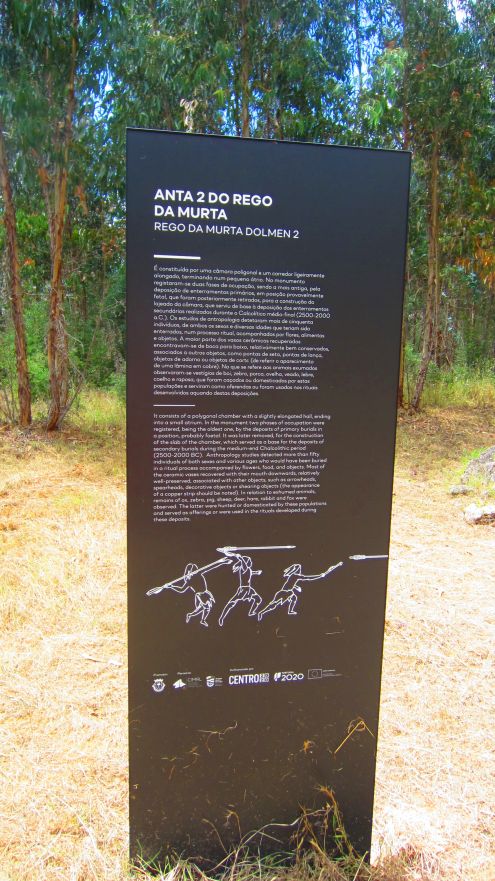 ANTA 2 DO REGO
DA MURTA
REGO DA MURTA DOLMEN 2
É constituída por uma câmara poligonal e um corredor ligeiramente
alongado, terminando num pequeno átrio. No monumento
registaram-se duas fases de ocupação, sendo a mais antiga, pela
deposição de enterramentos primários, em posição provavelmente
fetal, que foram posteriormente retirados, para a construção da
lajeada da câmara, que serviu de base à deposição dos enterramentos
secundários realizados durante o Calcolítico médio-final (2500-2000
a.C.). Os estudos de antropologia detetaram mais de cinquenta
indivíduos, de ambos os sexos e diversas idades que teriam sido
enterrados, num processo ritual, acompanhados por flores, alimentos
e objetos. A maior parte dos vasos cerâmicos recuperados
encontravam-se de boca para baixo, relativamente bem conservados,
associados a outros objetos, como pontas de seta, pontas de lança,
objetos de adorno ou objetos de corte (de referir o aparecimento
de uma lâmina em cobre). No que se refere aos animais exumados
observaram-se vestígios de boi, zebro, porco, ovelha, veado, lebre,
coelho e raposa, que foram caçados ou domesticados por estas
populações e serviram como oferendas ou foram usados nos rituais
desenvolvidos aquando destas deposições.
It consists of a polygonal chamber with a slightly elongated hall, ending
into a small atrium. In the monument two phases of occupation were
registered, being the oldest one, by the deposits of primary burials in
a position, probably foetal. It was later removed, for the construction
of the slab of the chamber, which served as a base for the deposits of
secondary burials during the medium-end Chalcolithic period
(2500-2000 BC). Anthropology studies detected more than fifty
individuals of both sexes and various ages who would have been buried
in a ritual process accompanied by flowers, food, and objects. Most of
the ceramic vases recovered with their mouth downwards, relatively
well-preserved, associated with other objects, such as arrowheads,
spearheads, decorative objects or shearing objects (the appearance
of a copper strip should be noted). In relation to exhumed animals,
remains of ox, zebro, pig, sheep, deer, hare, rabbit and fox were
observed. The latter were hunted or domesticated by these populations
and served as offerings or were used in the rituals developed during
these deposits.
CENTRO 2020